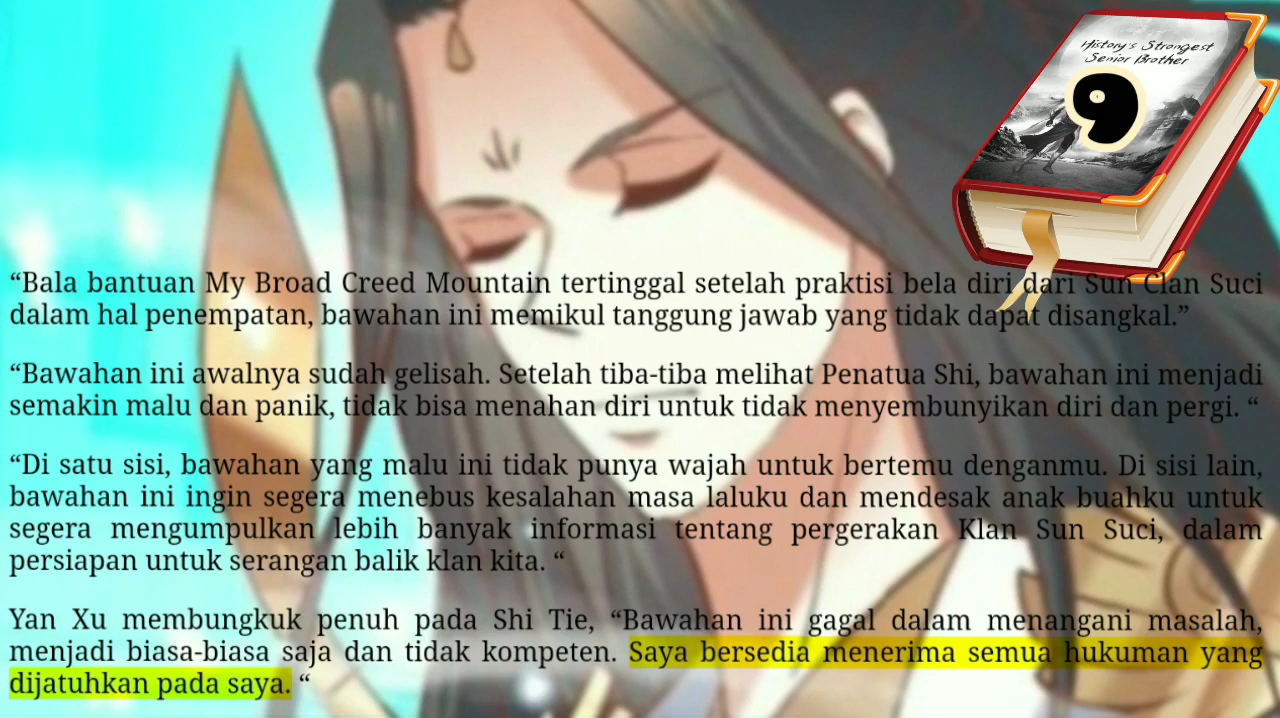 History's Strongest
Senior Brother
9
“Bala bantuan My Broad Creed Mountain tertinggal setelah praktisi bela diri dari Sun Clan Suci
dalam hal penempatan, bawahan ini memikul tanggung jawab yang tidak dapat disangkal.”
“Bawahan ini awalnya sudah gelisah. Setelah tiba-tiba melihat Penatua Shi, bawahan ini menjadi
semakin malu dan panik, tidak bisa menahan diri untuk tidak menyembunyikan diri dan pergi. “
“Di satu sisi, bawahan yang malu ini tidak punya wajah untuk bertemu denganmu. Di sisi lain,
bawahan ini ingin segera menebus kesalahan masa laluku dan mendesak anak buahku untuk
segera mengumpulkan lebih banyak informasi tentang pergerakan Klan Sun Suci, dalam
persiapan untuk serangan balik klan kita. “
Yan Xu membungkuk penuh pada Shi Tie, “Bawahan ini gagal dalam menangani masalah,
menjadi biasa-biasa saja dan tidak kompeten. Saya bersedia menerima semua hukuman yang
dijatuhkan pada saya. “